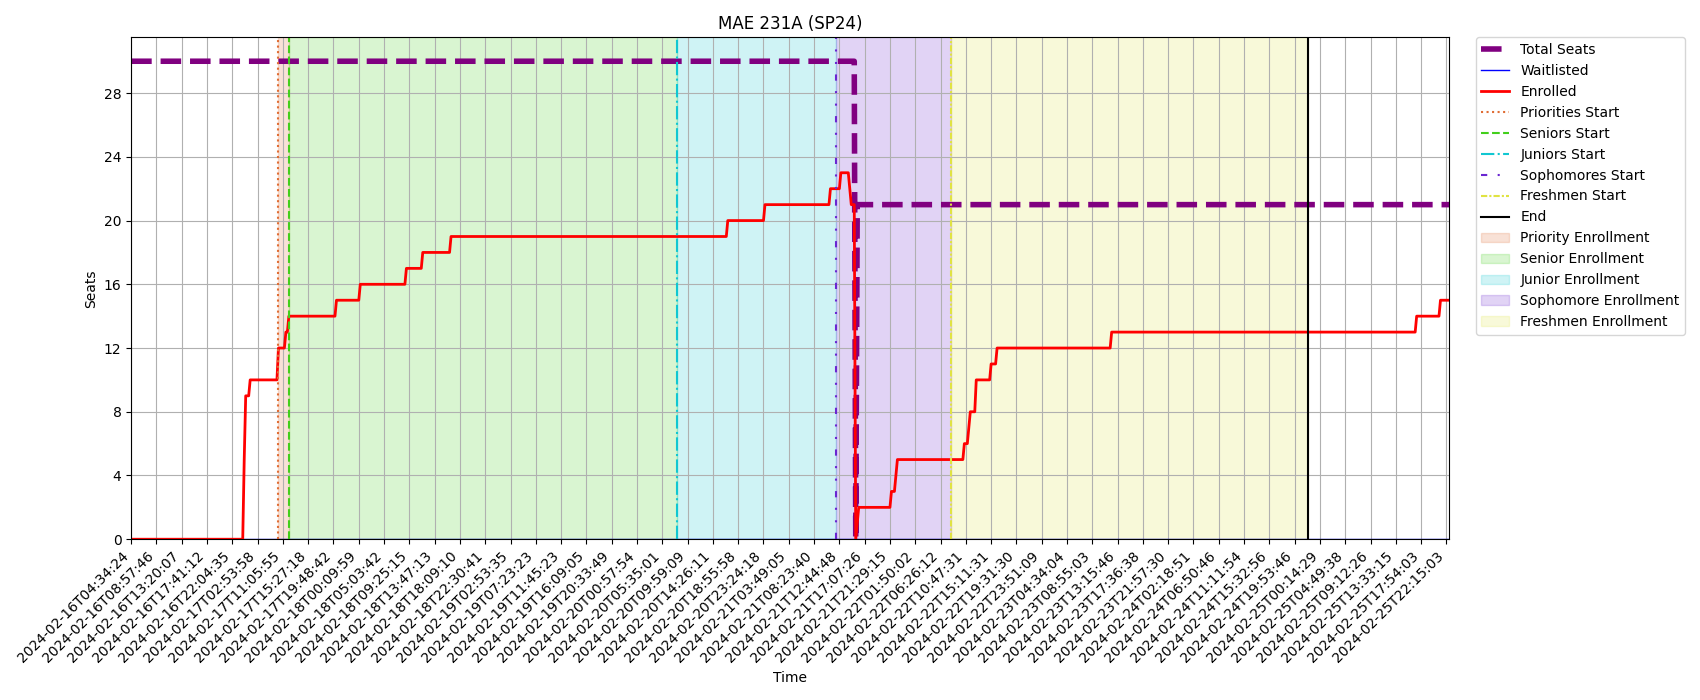 MAE 231A (SP24)
Total Seats
Waitlisted
Enrolled
Priorities Start
Seniors Start
Juniors Start
Sophomores Start
Freshmen Start
End
Priority Enrollment
Senior Enrollment
Junior Enrollment
Sophomore Enrollment
Freshmen Enrollment
Seats
28
24
20
16
12
8
4
0
2024-02-16T04:34:24
2024-02-16T08:57:46
2024-02-16T13:20:07
2024-02-16T17:41:12
2024-02-16T22:04:35
2024-02-17T02:53:58
2024-02-17T11:05:55
2024-02-17T15:27:18
2024-02-17T19:48:42
2024-02-18T00:09:59
2024-02-18T05:03:42
2024-02-18T09:25:15
2024-02-18T13:47:13
2024-02-18T18:09:10
2024-02-18T22:30:41
2024-02-19T02:53:35
2024-02-19T07:23:23
2024-02-19T11:45:23
2024-02-19T16:09:05
2024-02-19T20:33:49
2024-02-20T00:57:54
2024-02-20T05:35:01
2024-02-20T09:59:09
2024-02-20T14:26:11
2024-02-20T18:55:58
2024-02-20T23:24:18
2024-02-21T03:49:05
2024-02-21T08:23:40
2024-02-21T12:44:48
2024-02-21T17:07:26
2024-02-21T21:29:15
2024-02-22T01:50:02
2024-02-22T06:26:12
2024-02-22T10:47:31
2024-02-22T15:11:31
2024-02-22T19:31:30
2024-02-22T23:51:09
2024-02-23T04:34:04
2024-02-23T08:55:03
2024-02-23T13:15:46
2024-02-23T17:36:38
2024-02-23T21:57:30
2024-02-24T02:18:51
2024-02-24T06:50:46
2024-02-24T11:11:54
2024-02-24T15:32:56
2024-02-24T19:53:46
2024-02-25T00:14:29
2024-02-25T04:49:38
2024-02-25T09:12:26
2024-02-25T13:33:15
2024-02-25T17:54:03
2024-02-25T22:15:03
Time